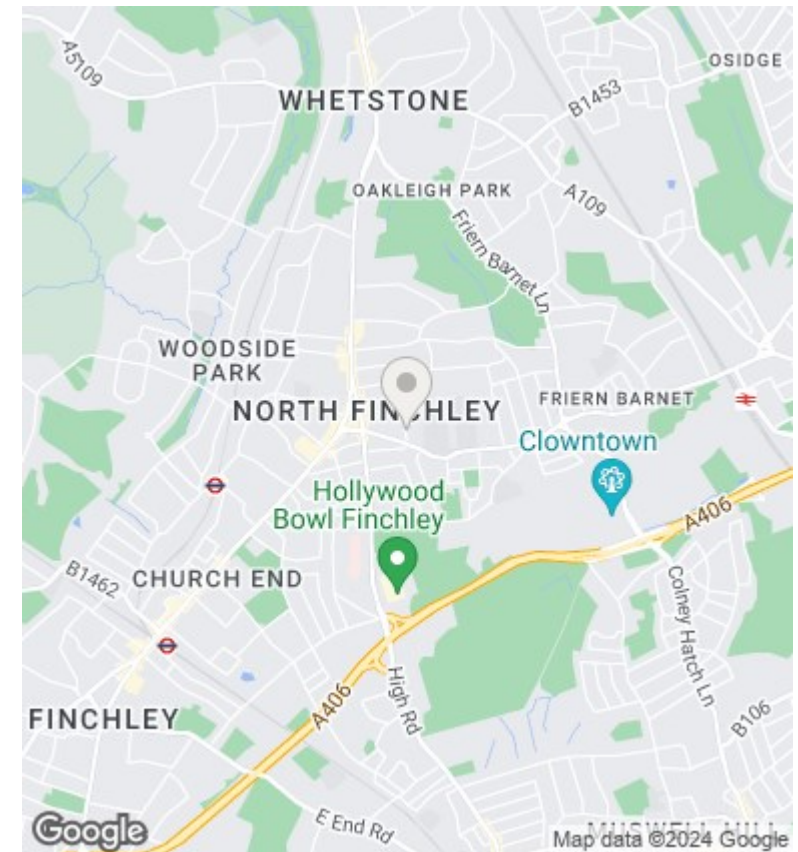 A5109
OSIDGE
WHETSTONE
B1453
OAKLEIGH PARK
A109
Friern Barnet Ln
WOODSIDE
PARK
FRIERN BARNET
NORTH FINCHLEY
Clowntown
Hollywood
Bowl Finchley
A406
B1462
CHURCH END
Colney Hatch Ln
High Rd
A406
FINCHLEY
B106
E End Rd
MUSWELL HILL
Google
Map data ©2024 Google